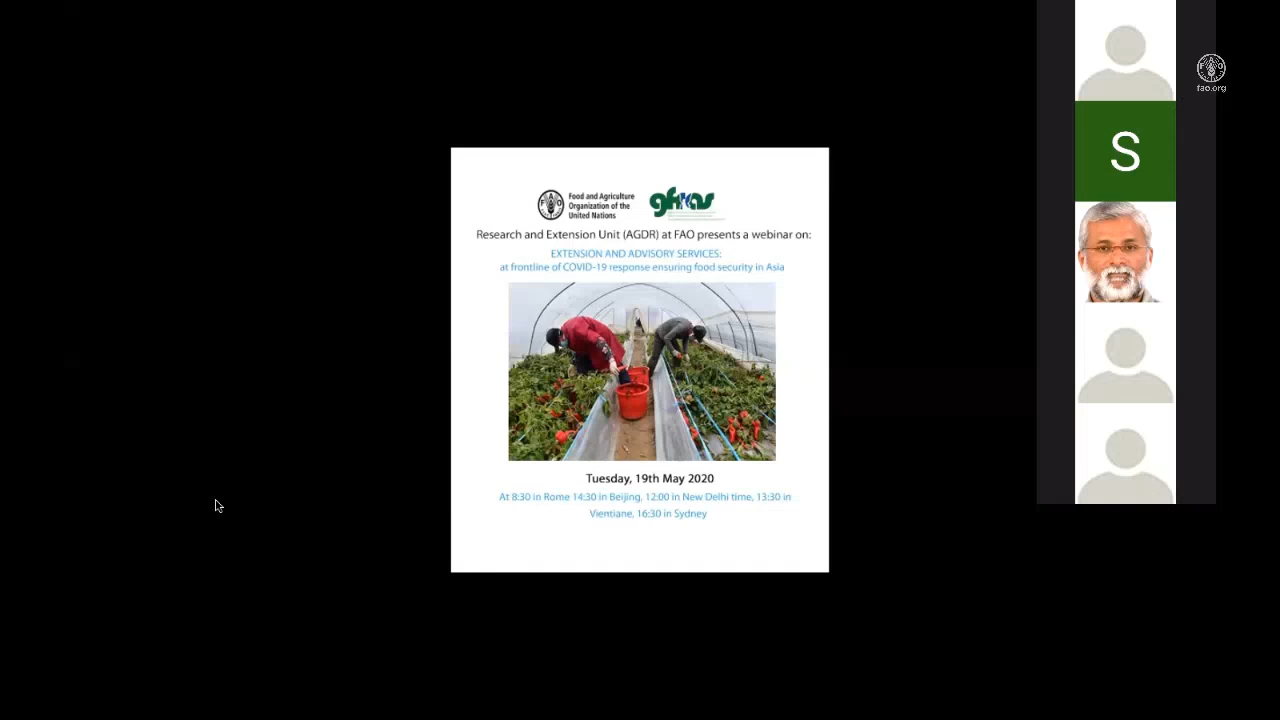 Food and Agriculture
Organization of the
United Nations
gfras
Research and Extension Unit (AGDR) at FAO presents a webinar on:
EXTENSION AND ADVISORY SERVICES:
at frontline of COVID-19 response ensuring food security in Asia
Tuesday, 19th May 2020
At 8:30 in Rome 14:30 in Beijing, 12:00 in New Delhi time, 13:30 in
Vientiane, 16:30 in Sydney
S
fao.org